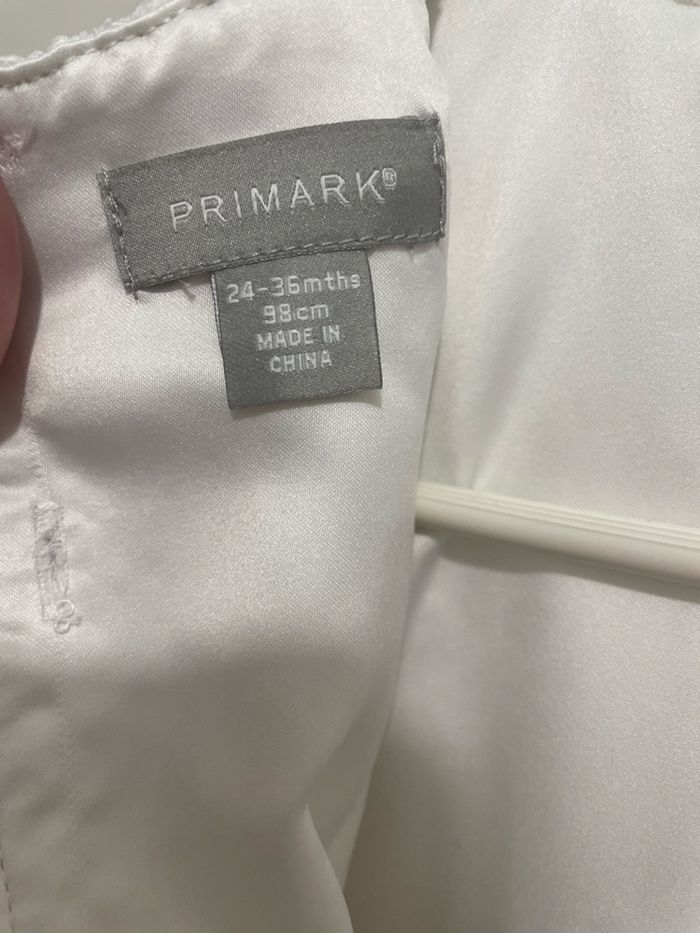 PRIMARK®
24-36mths
98cm
MADE IN
CHINA